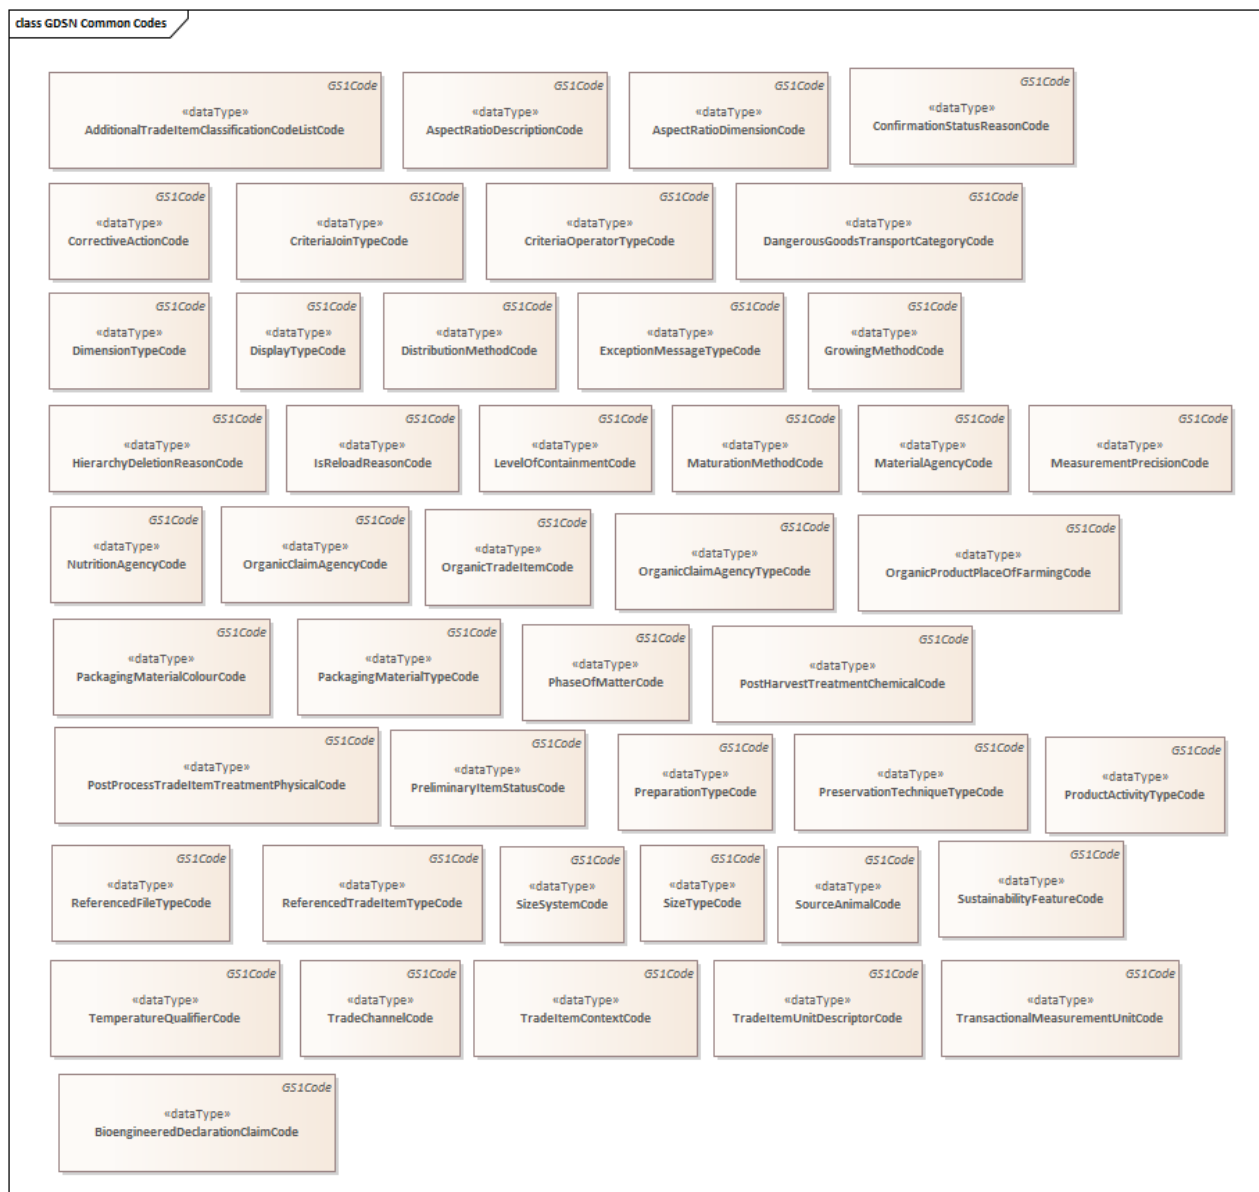 class GDSN Common Codes
GS1Code
«dataType»
AdditionalTradeItemClassificationCodeListCode
GS1Code
«dataType»
AspectRatioDescriptionCode
GS1Code
«dataType»
AspectRatioDimensionCode
GS1Code
«dataType»
ConfirmationStatusReasonCode
GS1Code
«dataType»
CorrectiveActionCode
GS1Code
«dataType»
CriteriaJoinTypeCode
GS1Code
«dataType»
CriteriaOperatorTypeCode
GS1Code
«dataType»
DangerousGoodsTransportCategoryCode
GS1Code
«dataType»
DimensionTypeCode
GS1Code
«dataType»
DisplayTypeCode
GS1Code
«dataType»
DistributionMethodCode
GS1Code
«dataType»
ExceptionMessageTypeCode
GS1Code
«dataType»
GrowingMethodCode
GS1Code
«dataType»
HierarchyDeletionReasonCode
GS1Code
«dataType»
IsReloadReasonCode
GS1Code
«dataType»
LevelOfContainmentCode
GS1Code
«dataType»
MaturationMethodCode
GS1Code
«dataType»
MaterialAgencyCode
GS1Code
«dataType»
MeasurementPrecisionCode
GS1Code
«dataType»
NutritionAgencyCode
GS1Code
«dataType»
OrganicClaimAgencyCode
GS1Code
«dataType»
OrganicTradeItemCode
GS1Code
«dataType»
OrganicClaimAgencyTypeCode
GS1Code
«dataType»
OrganicProductPlaceOfFarmingCode
GS1Code
«dataType»
PackagingMaterialColourCode
GS1Code
«dataType»
PackagingMaterialTypeCode
GS1Code
«dataType»
PhaseOfMatterCode
GS1Code
«dataType»
PostHarvestTreatmentChemicalCode
GS1Code
«dataType»
PostProcessTradeItemTreatmentPhysicalCode
GS1Code
«dataType»
PreliminaryItemStatusCode
GS1Code
«dataType»
PreparationTypeCode
GS1Code
«dataType»
PreservationTechniqueTypeCode
GS1Code
«dataType»
ProductActivityTypeCode
GS1Code
«dataType»
ReferencedFileTypeCode
GS1Code
«dataType»
ReferencedTradeItemTypeCode
GS1Code
«dataType»
SizeSystemCode
GS1Code
«dataType»
SizeTypeCode
GS1Code
«dataType»
SourceAnimalCode
GS1Code
«dataType»
SustainabilityFeatureCode
GS1Code
«dataType»
TemperatureQualifierCode
GS1Code
«dataType»
TradeChannelCode
GS1Code
«dataType»
TradeItemContextCode
GS1Code
«dataType»
TradeItemUnitDescriptorCode
GS1Code
«dataType»
TransactionalMeasurementUnitCode
GS1Code
«dataType»
BioengineeredDeclarationClaimCode